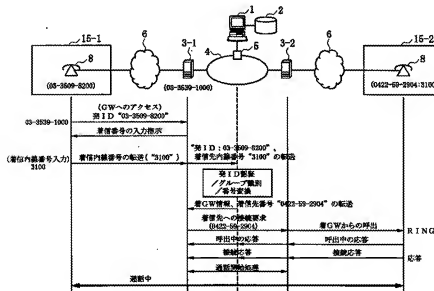 1
2
15-1
6
3-1
4
5
3-2
6
15-2
8
8
(03-3509-8200)
(03-3539-1000)
(0422-59-2904:3100)
(GWへのアクセス)
発ID "03-3509-8200"
03-3539-1000
着信番号の入力指示
(着信内線番号入力)
3100
着信内線番号の転送("3100")
"発ID:03-3509-8200"、
着信先内線番号 "3100"の転送
発ID認証
/グループ識別
/番号変換
着GW情報、着信先番号 "0422-59-2904"の転送
着信先への接続要求
(0422-59-2904)
着GWからの呼出
RING
呼出中の応答
呼出中の応答
接続応答
接続応答
応答
通話開始処理
通話中